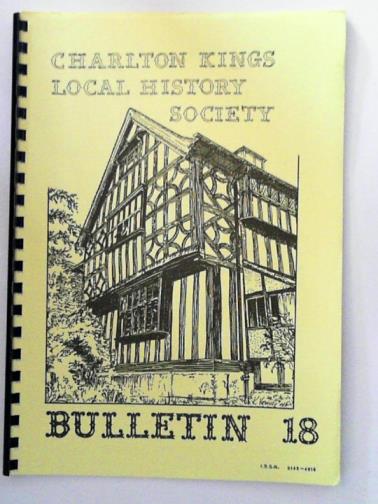 CHARLTON KINGS
LOCAL HISTORY
SOCIETY
BULLETIN 18